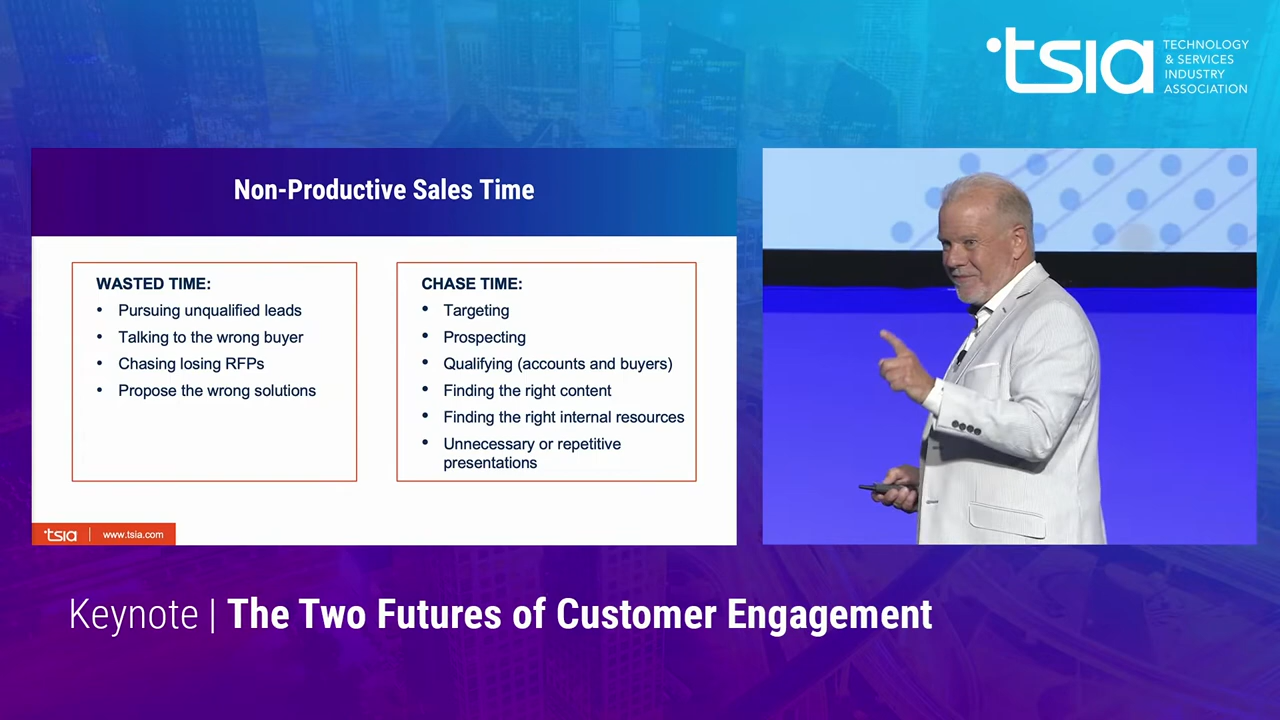 tsia TECHNOLOGY
& SERVICES
INDUSTRY
ASSOCIATION
Non-Productive Sales Time
WASTED TIME:
• Pursuing unqualified leads
• Talking to the wrong buyer
• Chasing losing RFPs
• Propose the wrong solutions
CHASE TIME:
• Targeting
• Prospecting
• Qualifying (accounts and buyers)
• Finding the right content
• Finding the right internal resources
• Unnecessary or repetitive
presentations
tsia | www.tsia.com
Keynote | The Two Futures of Customer Engagement